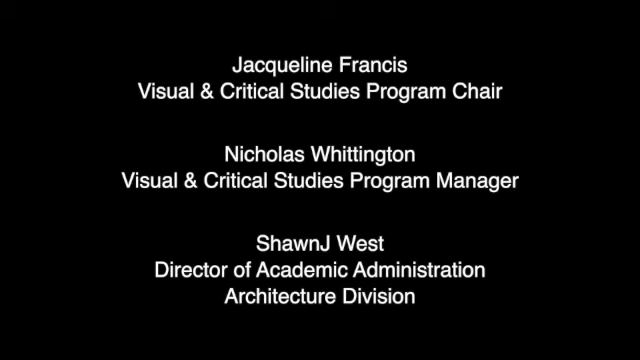 Jacqueline Francis
Visual & Critical Studies Program Chair
Nicholas Whittington
Visual & Critical Studies Program Manager
ShawnJ West
Director of Academic Administration
Architecture Division